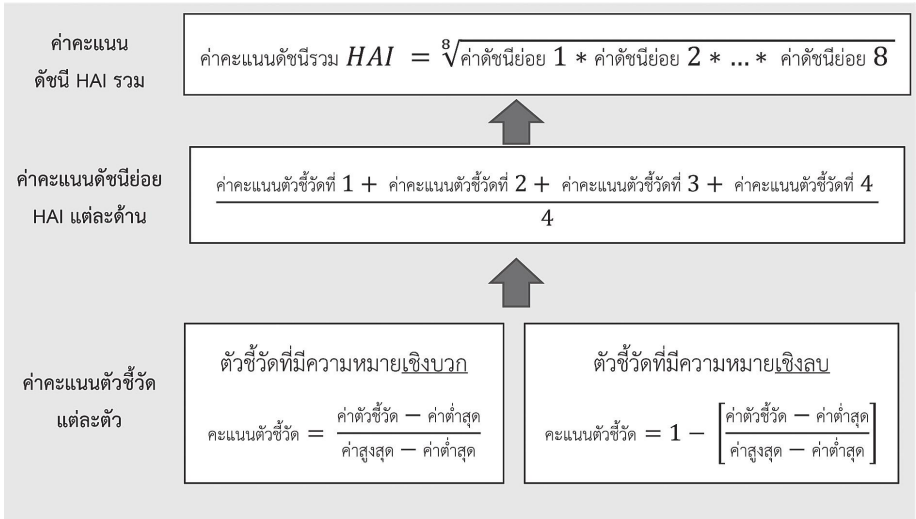 ค่าคะแนน
ดัชนี HAI รวม
ค่าคะแนนดัชนีรวม HAI = ⁸√ค่าดัชนีย่อย 1 * ค่าดัชนีย่อย 2 * ...* ค่าดัชนีย่อย 8
ค่าคะแนนดัชนีย่อย
HAI แต่ละด้าน
ค่าคะแนนตัวชี้วัดที่ 1 + ค่าคะแนนตัวชี้วัดที่ 2 + ค่าคะแนนตัวชี้วัดที่ 3 + ค่าคะแนนตัวชี้วัดที่ 4
4
ค่าคะแนนตัวชี้วัด
แต่ละตัว
ตัวชี้วัดที่มีความหมายเชิงบวก
คะแนนตัวชี้วัด =
ค่าตัวชี้วัด − ค่าต่ำสุด
ค่าสูงสุด − ค่าต่ำสุด
ตัวชี้วัดที่มีความหมายเชิงลบ
คะแนนตัวชี้วัด = 1 −
[ค่าตัวชี้วัด − ค่าต่ำสุด
ค่าสูงสุด − ค่าต่ำสุด]